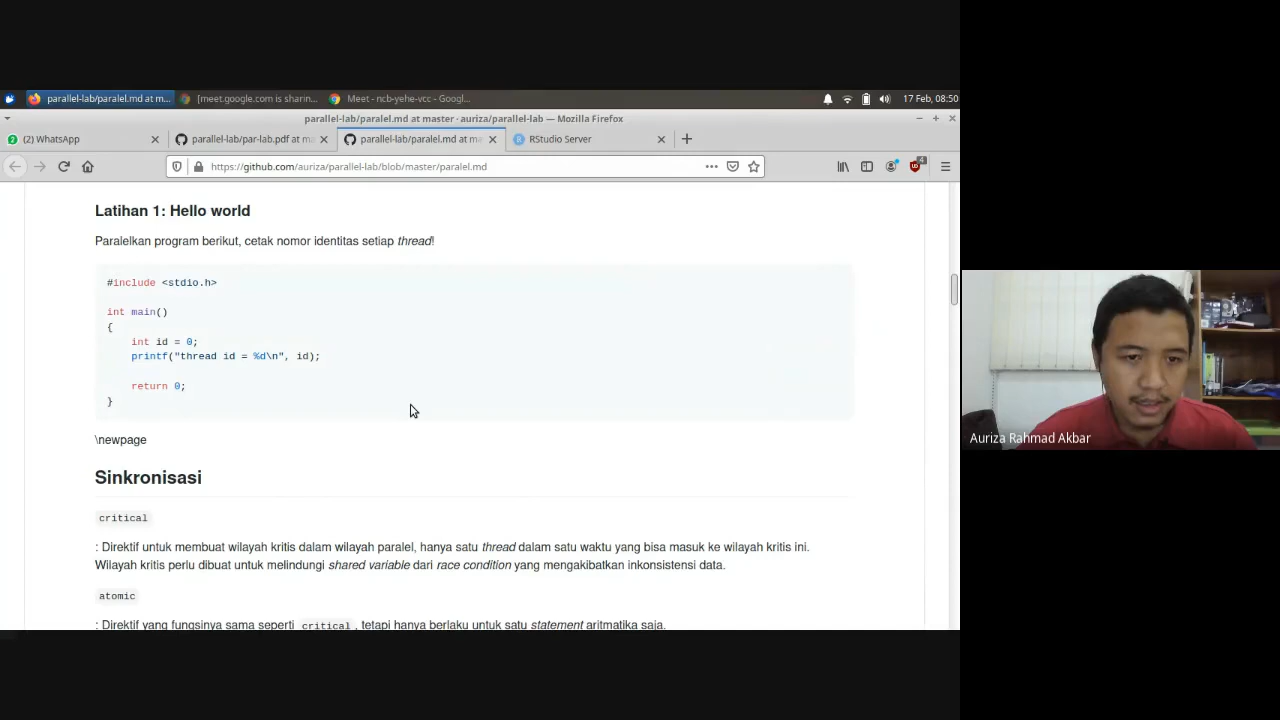 parallel-lab/paralel.md at m...
[meet.google.com is sharin...
Meet - ncb-yehe-vcc - Googl...
17 Feb, 08:50
parallel-lab/paralel.md at master · auriza/parallel-lab — Mozilla Firefox
(2) WhatsApp
parallel-lab/par-lab.pdf at ma
parallel-lab/paralel.md at ma
RStudio Server
https://github.com/auriza/parallel-lab/blob/master/paralel.md
4
Latihan 1: Hello world
Paralelkan program berikut, cetak nomor identitas setiap thread!
#include <stdio.h>
int main()
{
int id = 0;
printf("thread id = %d\n", id);
return 0;
}
\newpage
Sinkronisasi
critical
: Direktif untuk membuat wilayah kritis dalam wilayah paralel, hanya satu thread dalam satu waktu yang bisa masuk ke wilayah kritis ini.
Wilayah kritis perlu dibuat untuk melindungi shared variable dari race condition yang mengakibatkan inkonsistensi data.
atomic
: Direktif yang fungsinya sama seperti critical, tetapi hanya berlaku untuk satu statement aritmatika saja.
Auriza Rahmad Akbar